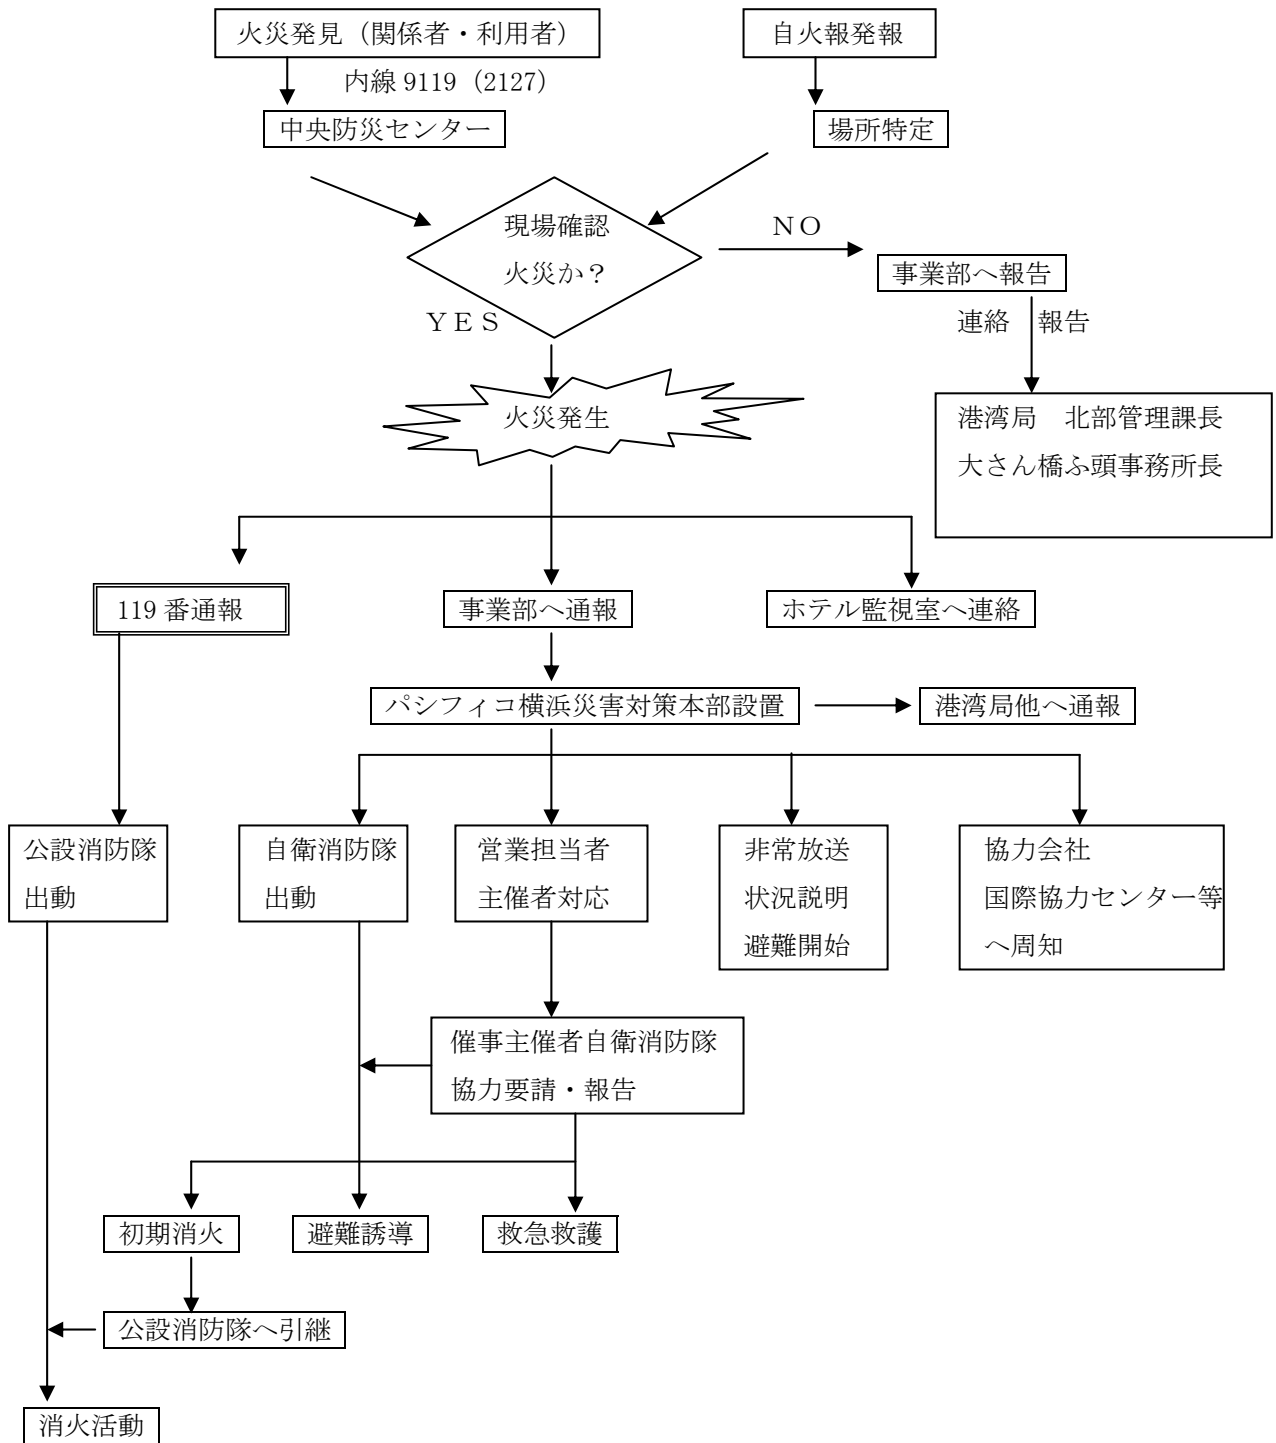 火災発見（関係者・利用者）
自火報発報
内線 9119（2127）
中央防災センター
場所特定
現場確認
火災か？
ＮＯ
事業部へ報告
ＹＥＳ
連絡
報告
火災発生
港湾局　北部管理課長
大さん橋ふ頭事務所長
119 番通報
事業部へ通報
ホテル監視室へ連絡
パシフィコ横浜災害対策本部設置
港湾局他へ通報
公設消防隊
出動
自衛消防隊
出動
営業担当者
主催者対応
非常放送
状況説明
避難開始
協力会社
国際協力センター等
へ周知
催事主催者自衛消防隊
協力要請・報告
初期消火
避難誘導
救急救護
公設消防隊へ引継
消火活動